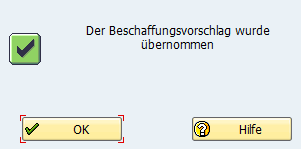 Der Beschaffungsvorschlag wurde
übernommen
OK
Hilfe